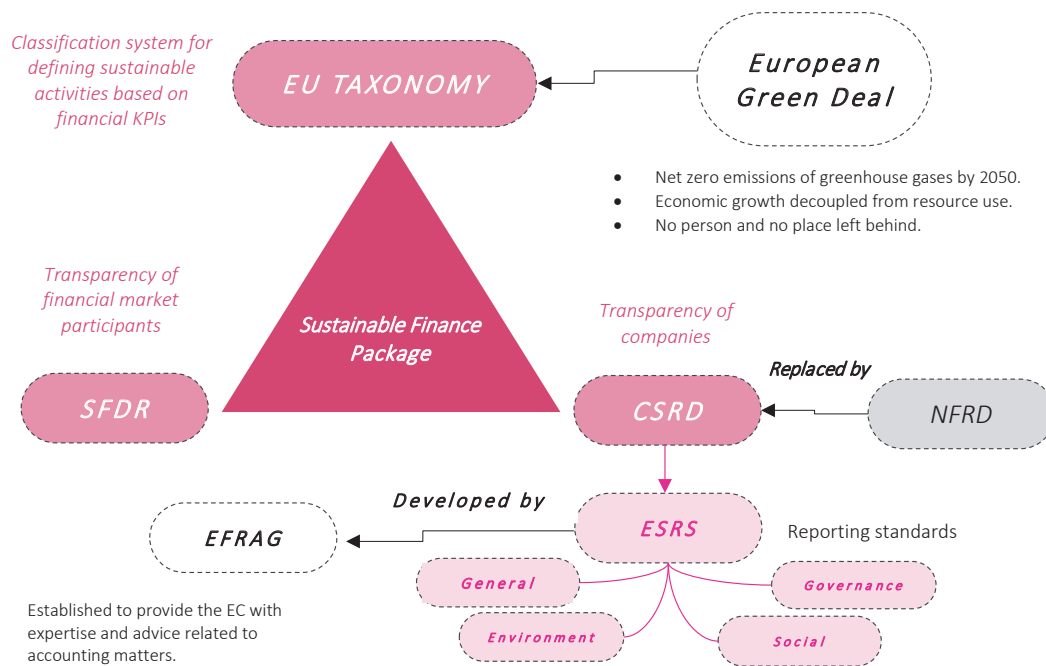 Classification system for
defining sustainable
activities based on
financial KPIs
EU TAXONOMY
European
Green Deal
• Net zero emissions of greenhouse gases by 2050.
• Economic growth decoupled from resource use.
• No person and no place left behind.
Transparency of
financial market
participants
Sustainable Finance
Package
Transparency of
companies
Replaced by
SFDR
CSRD
NFRD
Developed by
EFRAG
ESRS
Reporting standards
General
Governance
Environment
Social
Established to provide the EC with
expertise and advice related to
accounting matters.